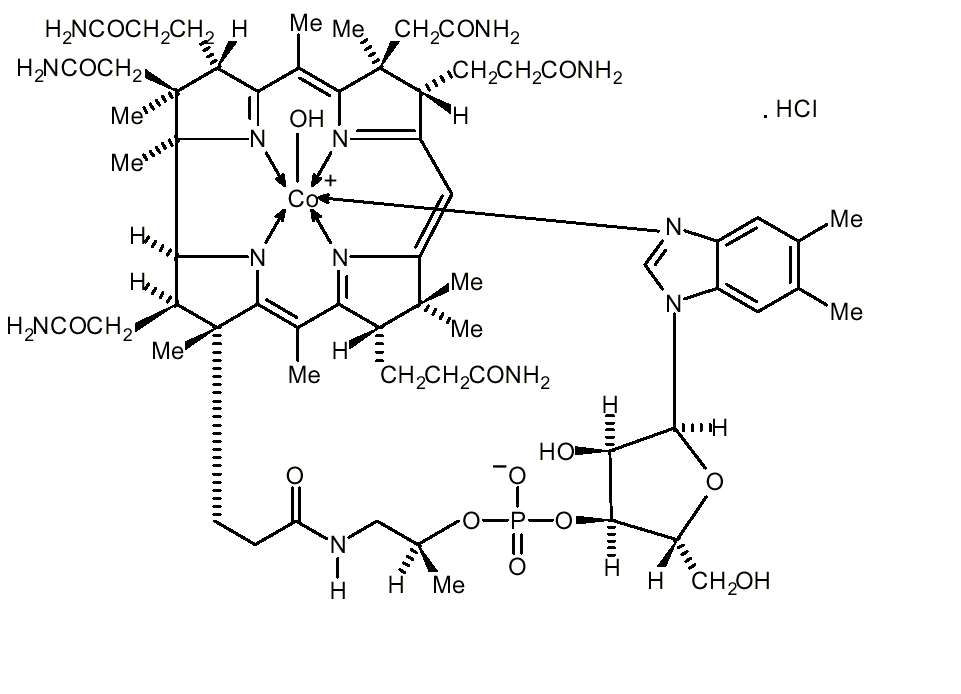 H2NCOCH2CH2 H Me Me CH2CONH2
H2NCOCH2 CH2CH2CONH2
Me OH H . HCl
N N
Me
Co +
H N Me
N N
H Me
H2NCOCH2 Me N Me
Me H
Me CH2CH2CONH2
H
H
HO
O −O O
O P O
N H
H H Me O H H CH2OH